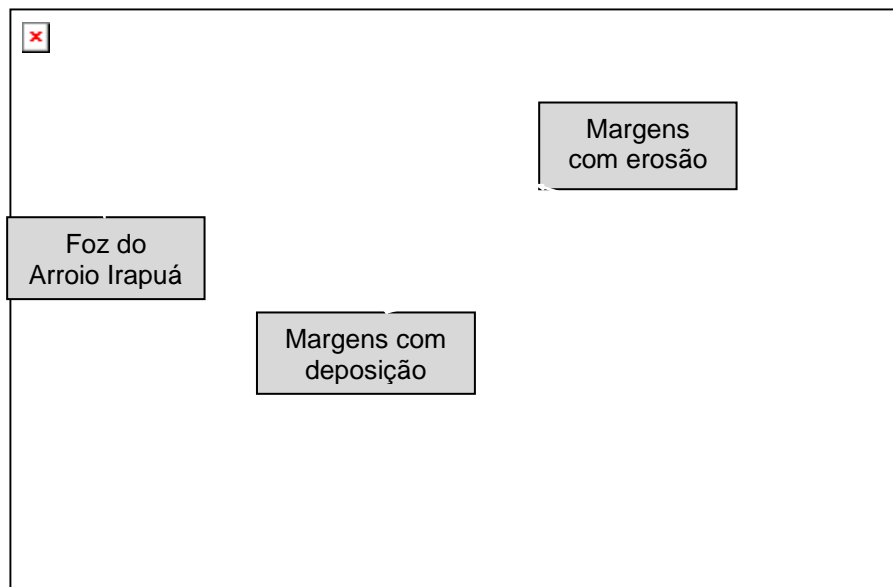 Margens
com erosão
Foz do
Arroio Irapuá
Margens com
deposição